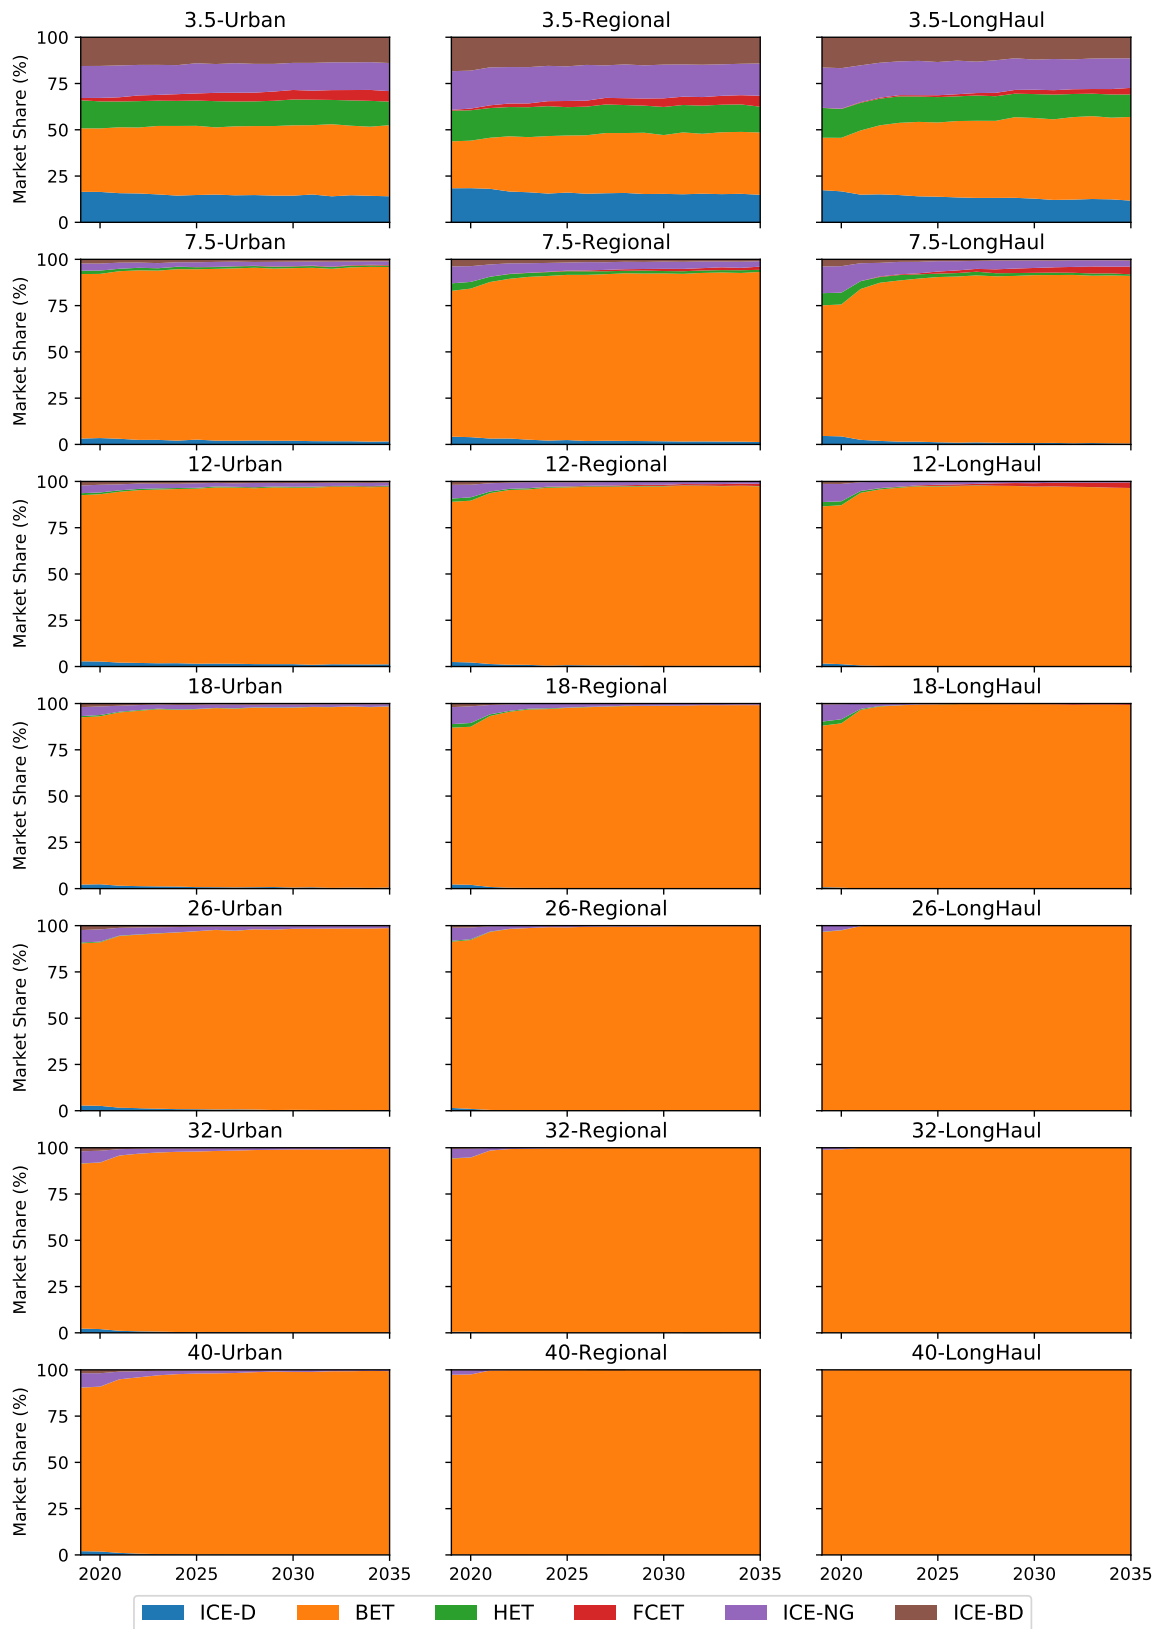 3.5-Urban 3.5-Regional 3.5-LongHaul
Market Share (%)
100
75
50
25
0
7.5-Urban 7.5-Regional 7.5-LongHaul
Market Share (%)
100
75
50
25
0
12-Urban 12-Regional 12-LongHaul
Market Share (%)
100
75
50
25
0
18-Urban 18-Regional 18-LongHaul
Market Share (%)
100
75
50
25
0
26-Urban 26-Regional 26-LongHaul
Market Share (%)
100
75
50
25
0
32-Urban 32-Regional 32-LongHaul
Market Share (%)
100
75
50
25
0
40-Urban 40-Regional 40-LongHaul
Market Share (%)
100
75
50
25
0
2020 2025 2030 2035 2020 2025 2030 2035 2020 2025 2030 2035
ICE-D BET HET FCET ICE-NG ICE-BD